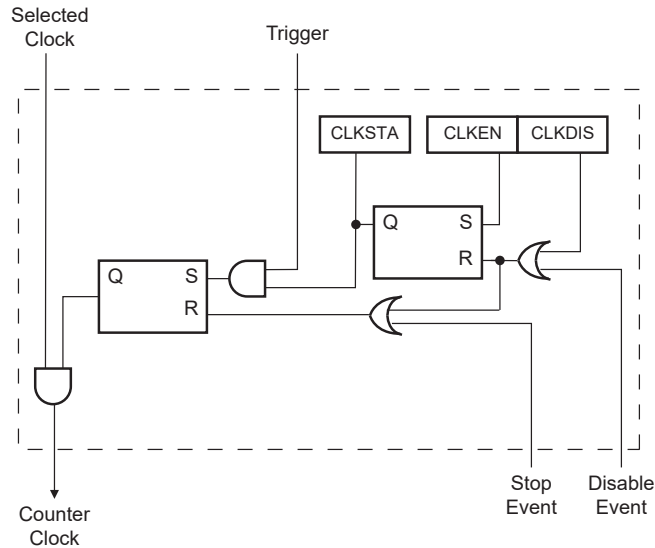 Selected
Clock
Trigger
CLKSTA
CLKEN
CLKDIS
Q
S
R
Q
S
R
Stop
Event
Disable
Event
Counter
Clock